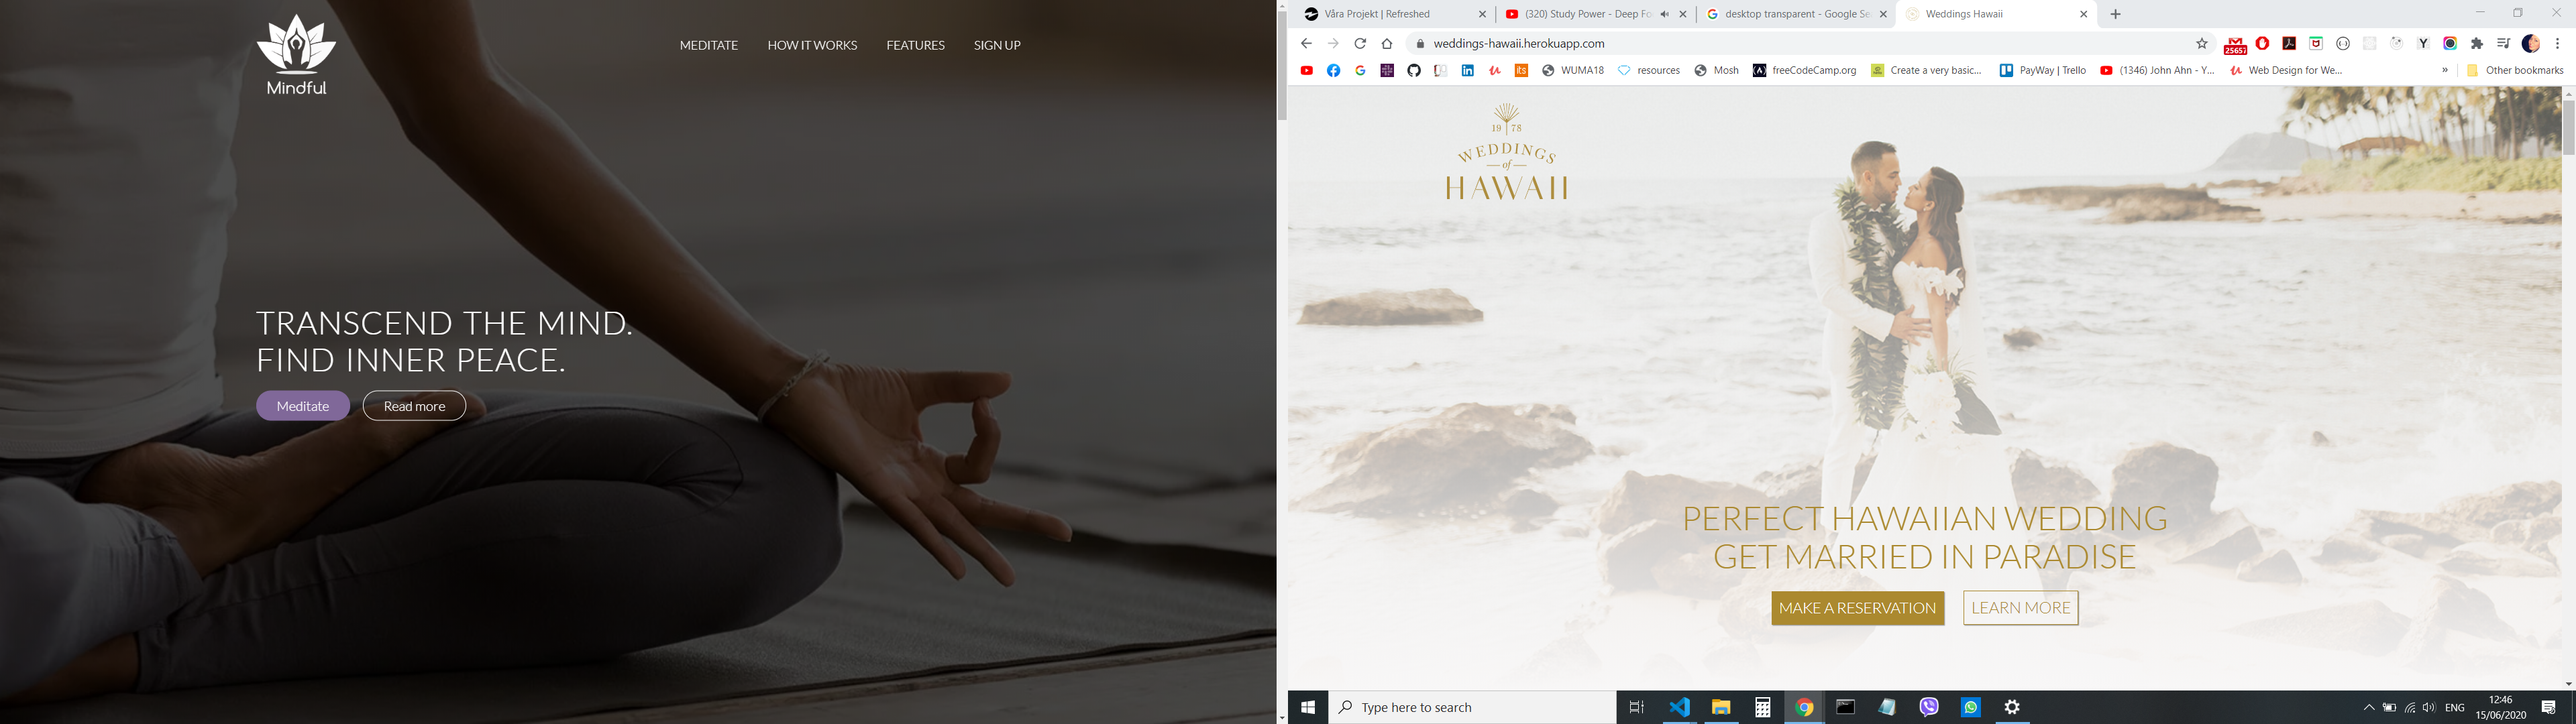 Mindful
MEDITATE
HOW IT WORKS
FEATURES
SIGN UP
TRANSCEND THE MIND.
FIND INNER PEACE.
Meditate
Read more
Våra Projekt | Refreshed
(320) Study Power - Deep Fo
desktop transparent - Google Se
Weddings Hawaii
weddings-hawaii.herokuapp.com
25657
WUMA18
resources
Mosh
freeCodeCamp.org
Create a very basic...
PayWay | Trello
(1346) John Ahn - Y...
Web Design for We...
Other bookmarks
19 78
WEDDINGS
of
HAWAII
PERFECT HAWAIIAN WEDDING
GET MARRIED IN PARADISE
MAKE A RESERVATION
LEARN MORE
Type here to search
ENG
12:46
15/06/2020